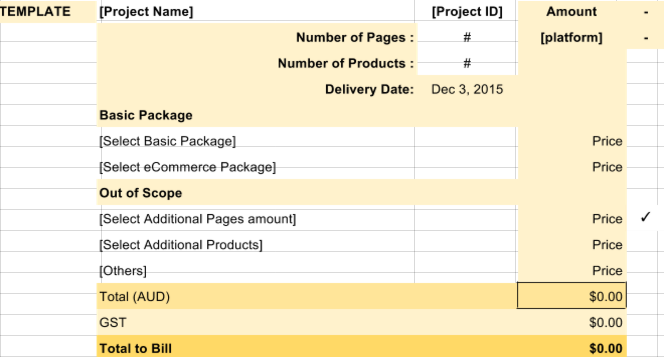 TEMPLATE [Project Name] [Project ID] Amount -
Number of Pages : # [platform] -
Number of Products : #
Delivery Date: Dec 3, 2015
Basic Package
[Select Basic Package] Price
[Select eCommerce Package] Price
Out of Scope
[Select Additional Pages amount] Price ✓
[Select Additional Products] Price
[Others] Price
Total (AUD) $0.00
GST $0.00
Total to Bill $0.00